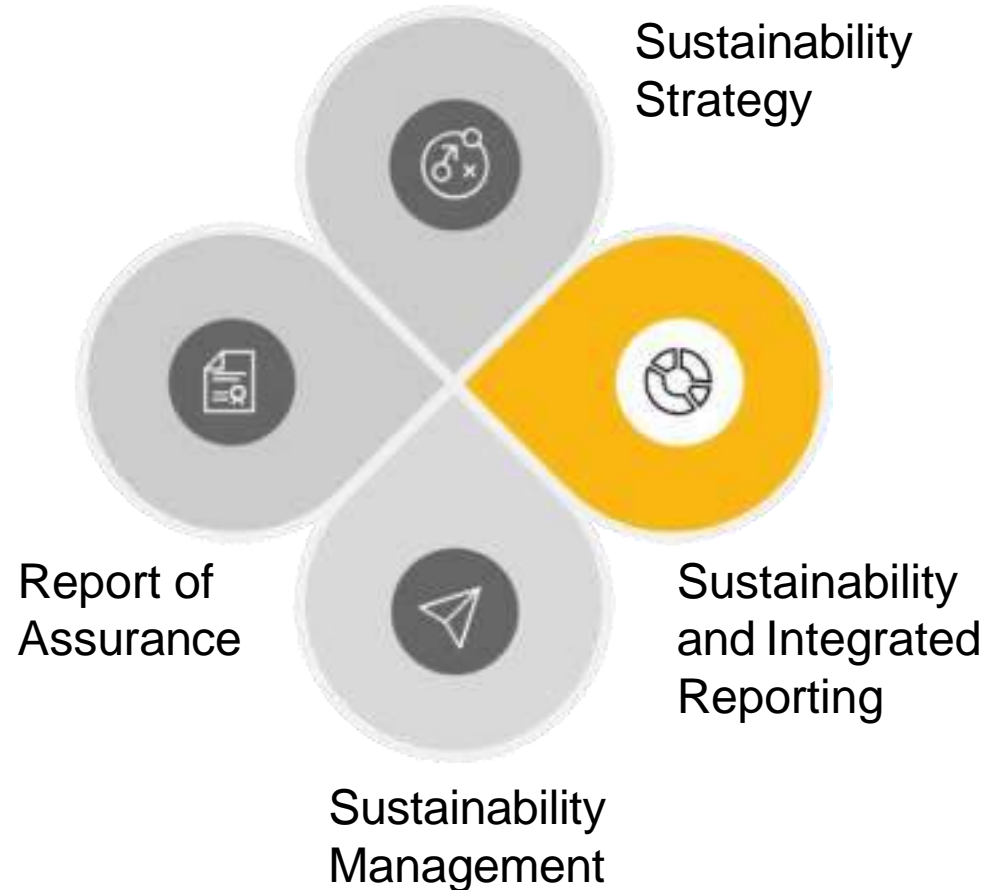 Sustainability
Strategy
Report of
Assurance
Sustainability
and Integrated
Reporting
Sustainability
Management